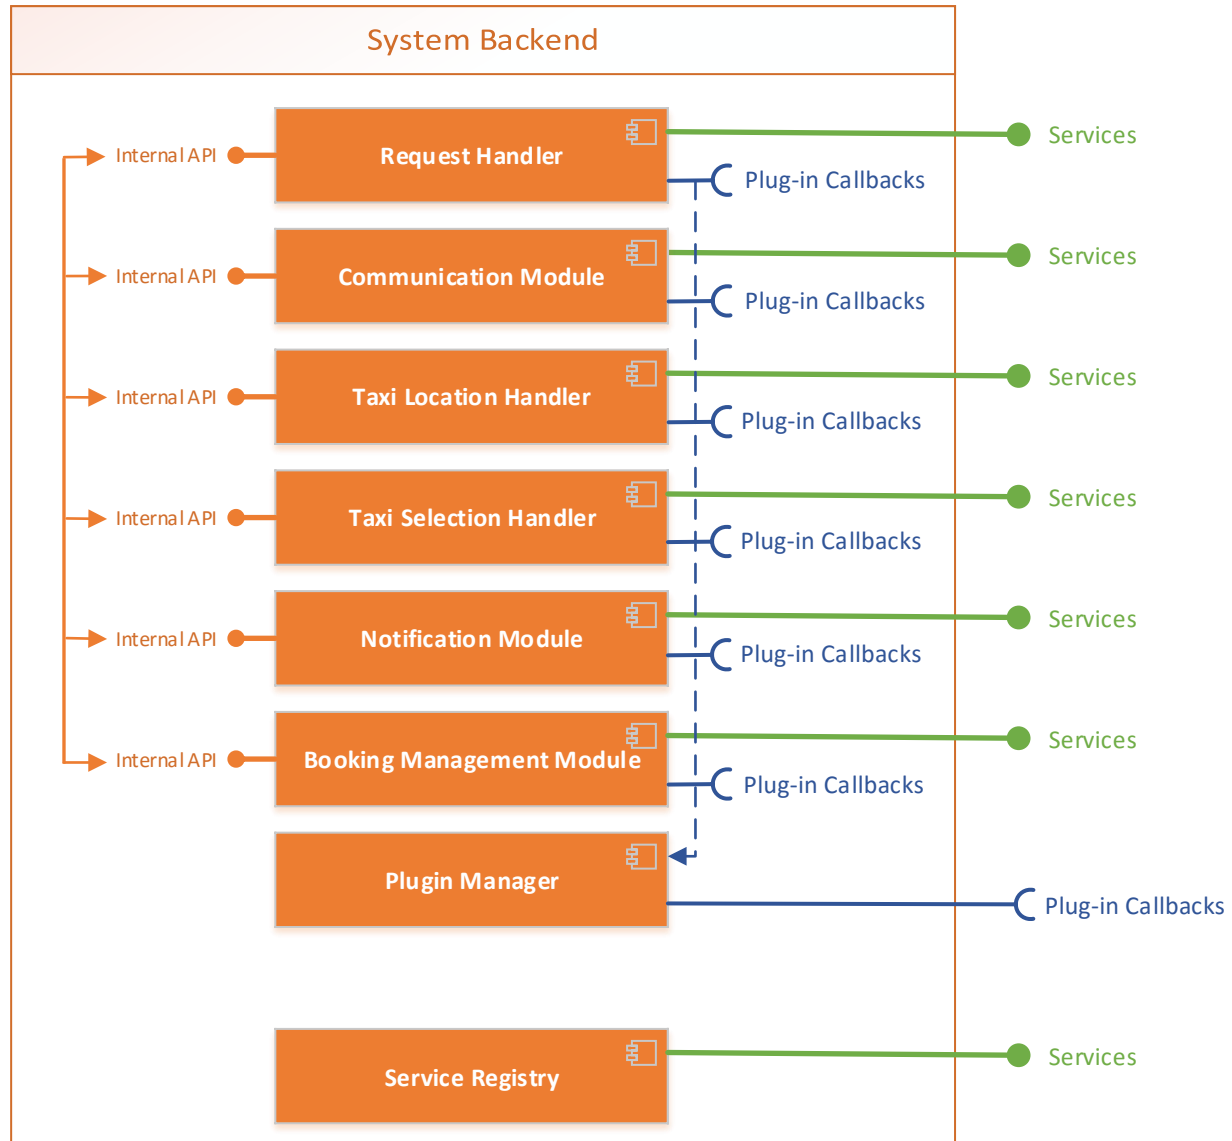 System Backend
Internal API
Request Handler
Services
Plug-in Callbacks
Internal API
Communication Module
Services
Plug-in Callbacks
Internal API
Taxi Location Handler
Services
Plug-in Callbacks
Internal API
Taxi Selection Handler
Services
Plug-in Callbacks
Internal API
Notification Module
Services
Plug-in Callbacks
Internal API
Booking Management Module
Services
Plug-in Callbacks
Plugin Manager
Plug-in Callbacks
Service Registry
Services